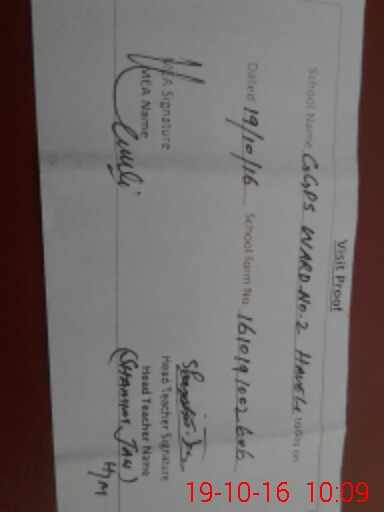 Visit Proof
School Name GGPS WARD No. 2 HAVELI today on
Dated 19/10/16 School form No. 161019100260
MEA Signature Head Teacher Signature
MEA Name Head Teacher Name
H/M
19-10-16 10:09